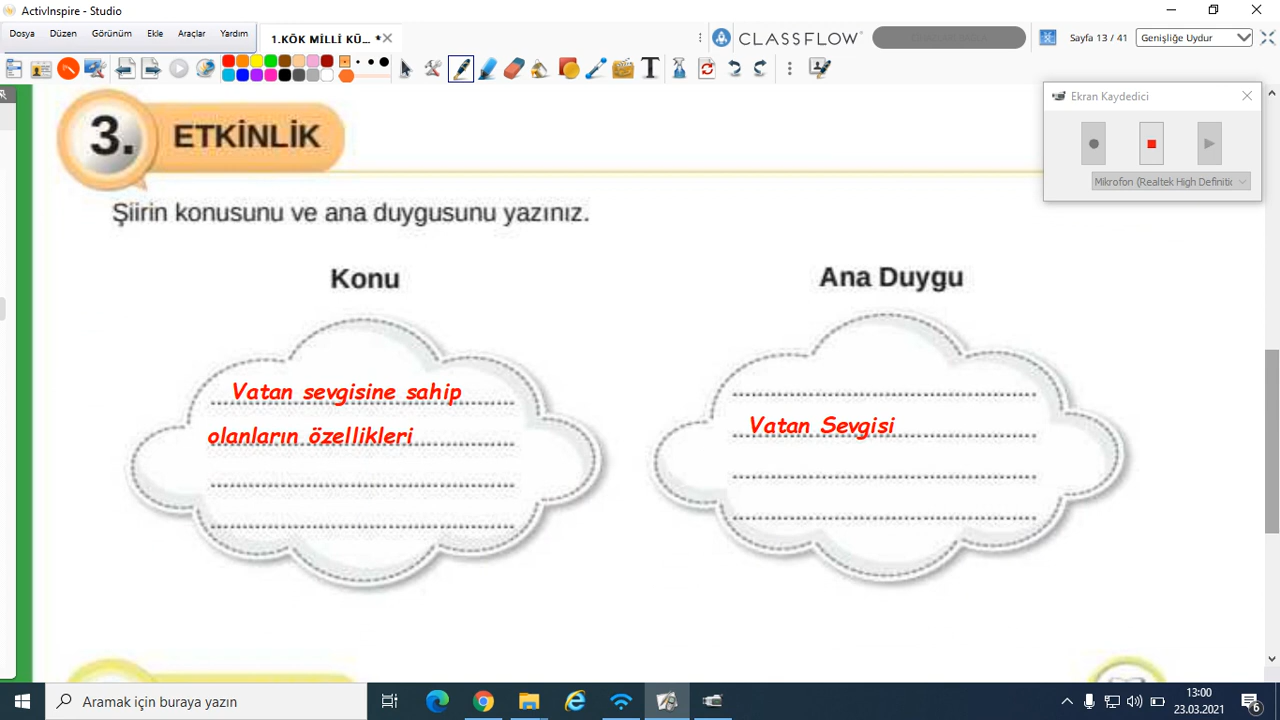 ActivInspire - Studio
Dosya Düzen Görünüm Ekle Araçlar Yardım
1.KÖK MİLLİ KÜ... *
CLASSFLOW
Sayfa 13 / 41
Genişliğe Uydur
Ekran Kaydedici
Mikrofon (Realtek High Definitic
3. ETKİNLİK
Şiirin konusunu ve ana duygusunu yazınız.
Konu
Vatan sevgisine sahip
olanların özellikleri
Ana Duygu
Vatan Sevgisi
Aramak için buraya yazın
13:00
23.03.2021
6